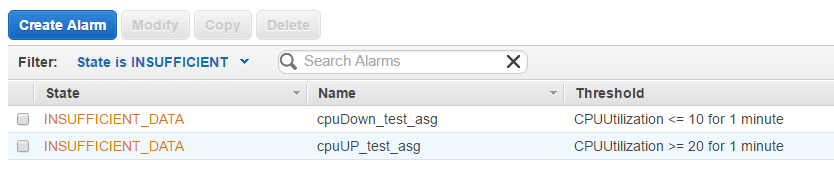 Create Alarm Modify Copy Delete
Filter: State is INSUFFICIENT Search Alarms
State Name Threshold
INSUFFICIENT_DATA cpuDown_test_asg CPUUtilization <= 10 for 1 minute
INSUFFICIENT_DATA cpuUP_test_asg CPUUtilization >= 20 for 1 minute